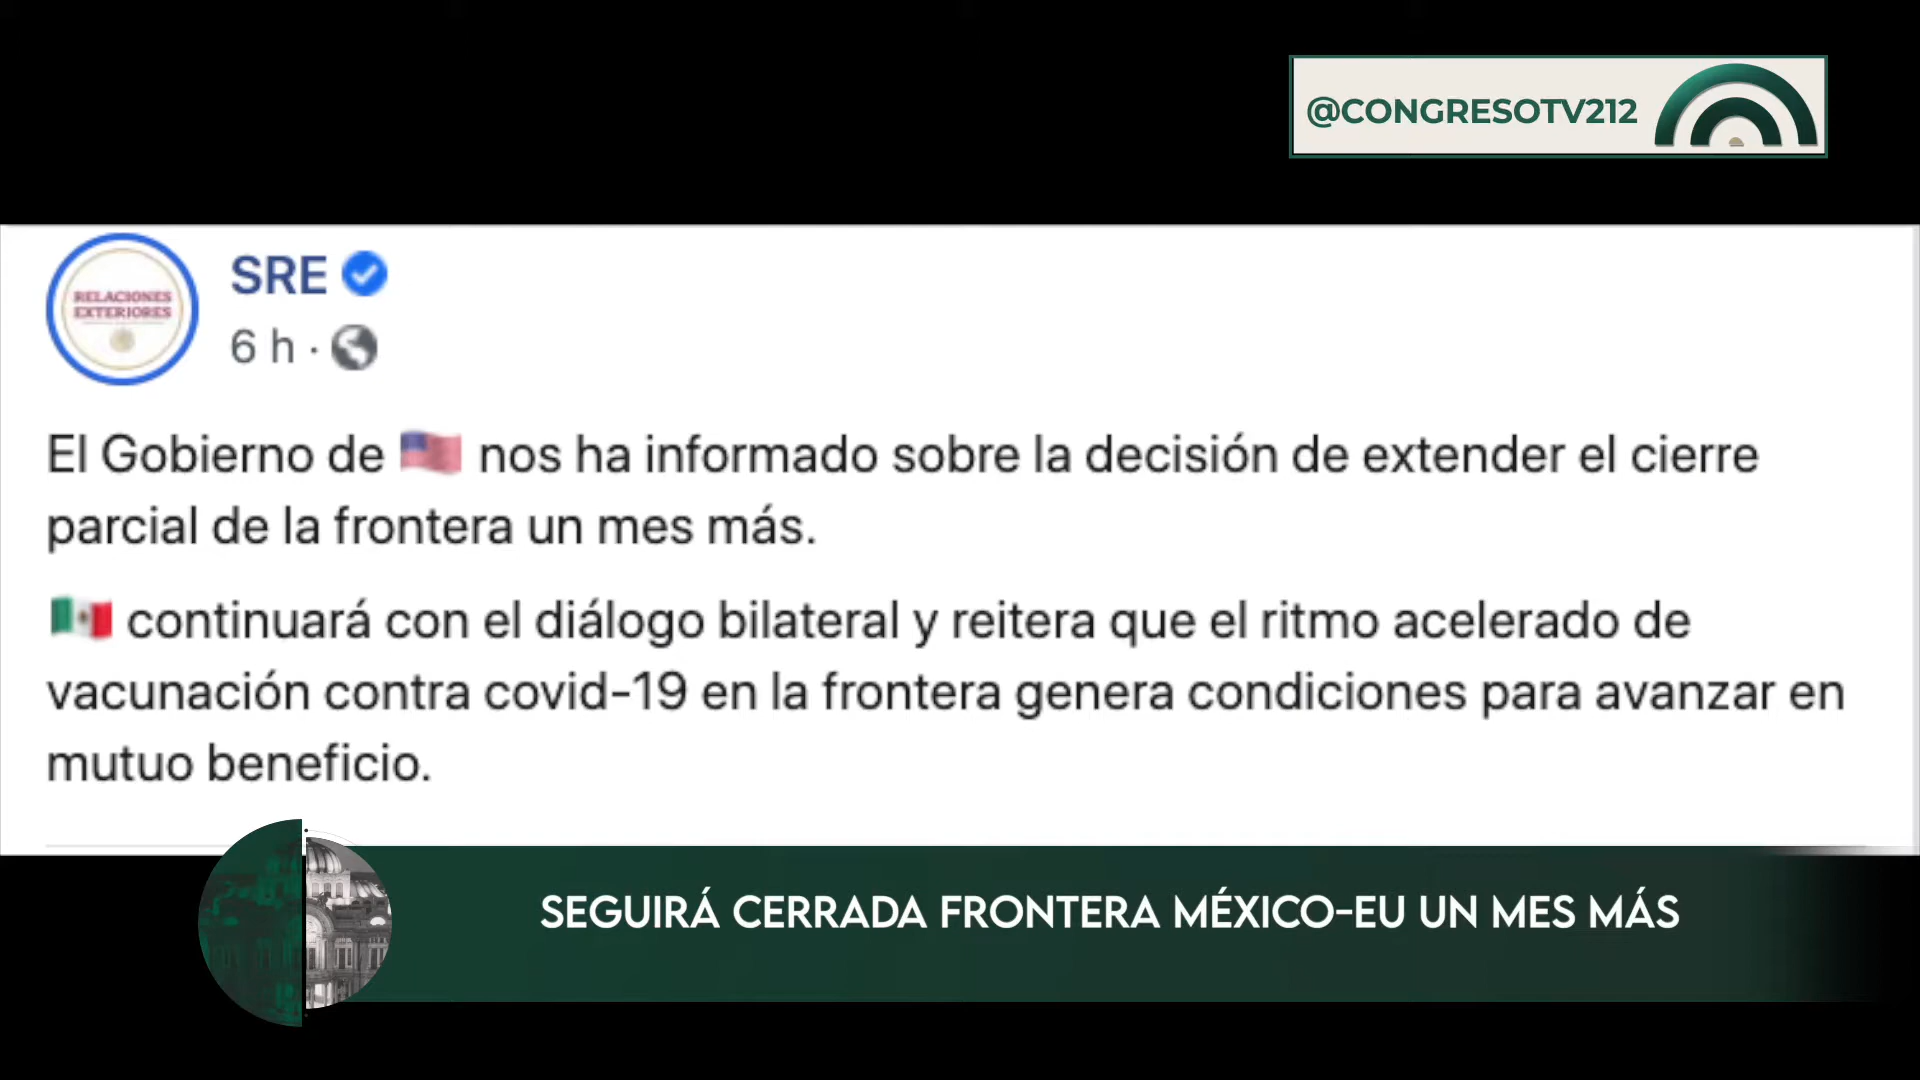 @CONGRESOTV212
RELACIONES
EXTERIORES
SRE
6 h ·
El Gobierno de 🇺🇸 nos ha informado sobre la decisión de extender el cierre
parcial de la frontera un mes más.
🇲🇽 continuará con el diálogo bilateral y reitera que el ritmo acelerado de
vacunación contra covid-19 en la frontera genera condiciones para avanzar en
mutuo beneficio.
SEGUIRÁ CERRADA FRONTERA MÉXICO-EU UN MES MÁS